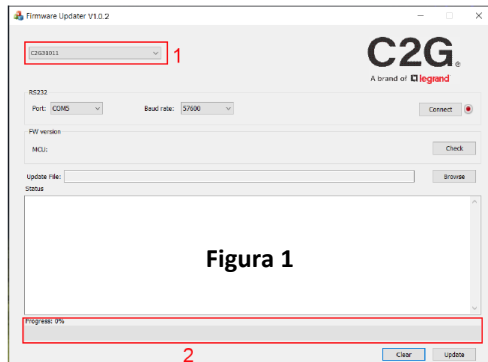 Firmware Updater V1.0.2
C2G31011
1
C2G®
A brand of legrand
RS232
Port: COM5 Baud rate: 57600 Connect
FW version
MCU: Check
Update File: Browse
Status
Figura 1
Progress: 0%
2
Clear Update